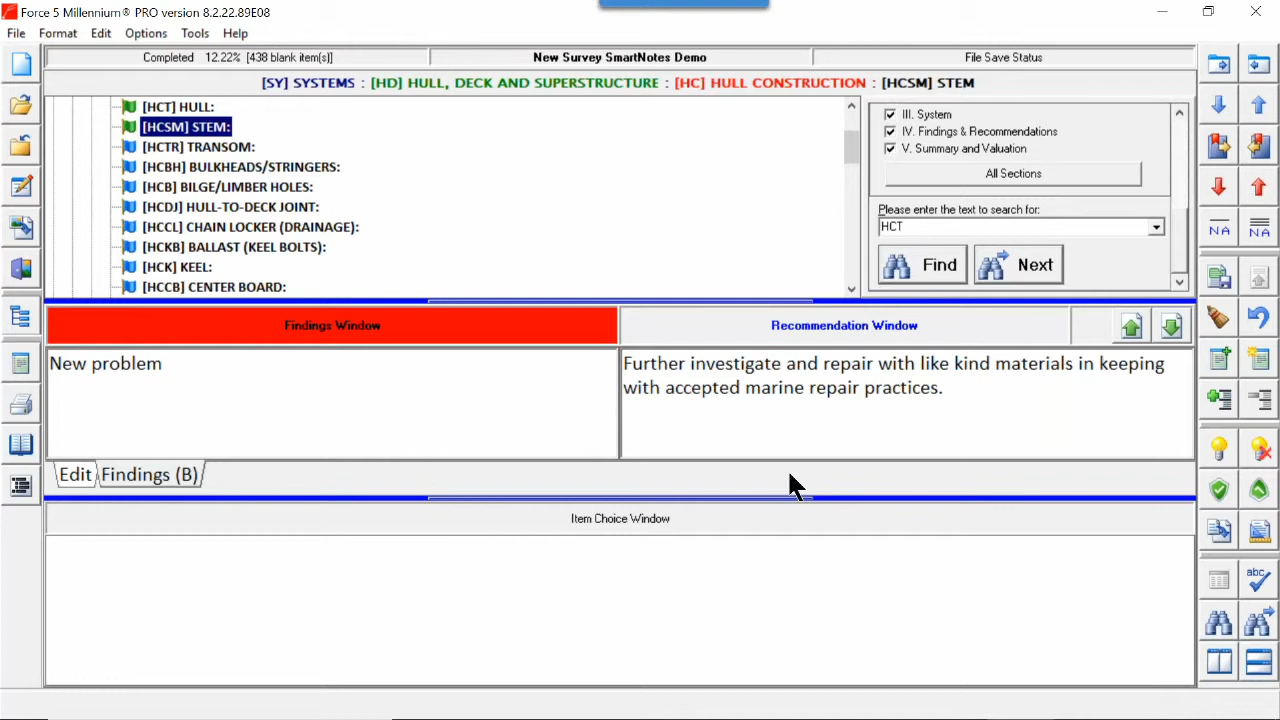 Force 5 Millennium® PRO version 8.2.22.89E08
File Format Edit Options Tools Help
Completed 12.22% [438 blank item(s)]
New Survey SmartNotes Demo
File Save Status
[SY] SYSTEMS : [HD] HULL, DECK AND SUPERSTRUCTURE : [HC] HULL CONSTRUCTION : [HCSM] STEM
[HCT] HULL:
[HCSM] STEM:
[HCTR] TRANSOM:
[HCBH] BULKHEADS/STRINGERS:
[HCB] BILGE/LIMBER HOLES:
[HCDJ] HULL-TO-DECK JOINT:
[HCCL] CHAIN LOCKER (DRAINAGE):
[HCKB] BALLAST (KEEL BOLTS):
[HCK] KEEL:
[HCCB] CENTER BOARD:
III. System
IV. Findings & Recommendations
V. Summary and Valuation
All Sections
Please enter the text to search for:
HCT
Find
Next
NA
NA
Findings Window
Recommendation Window
New problem
Further investigate and repair with like kind materials in keeping
with accepted marine repair practices.
Edit
Findings (B)
Item Choice Window
abc